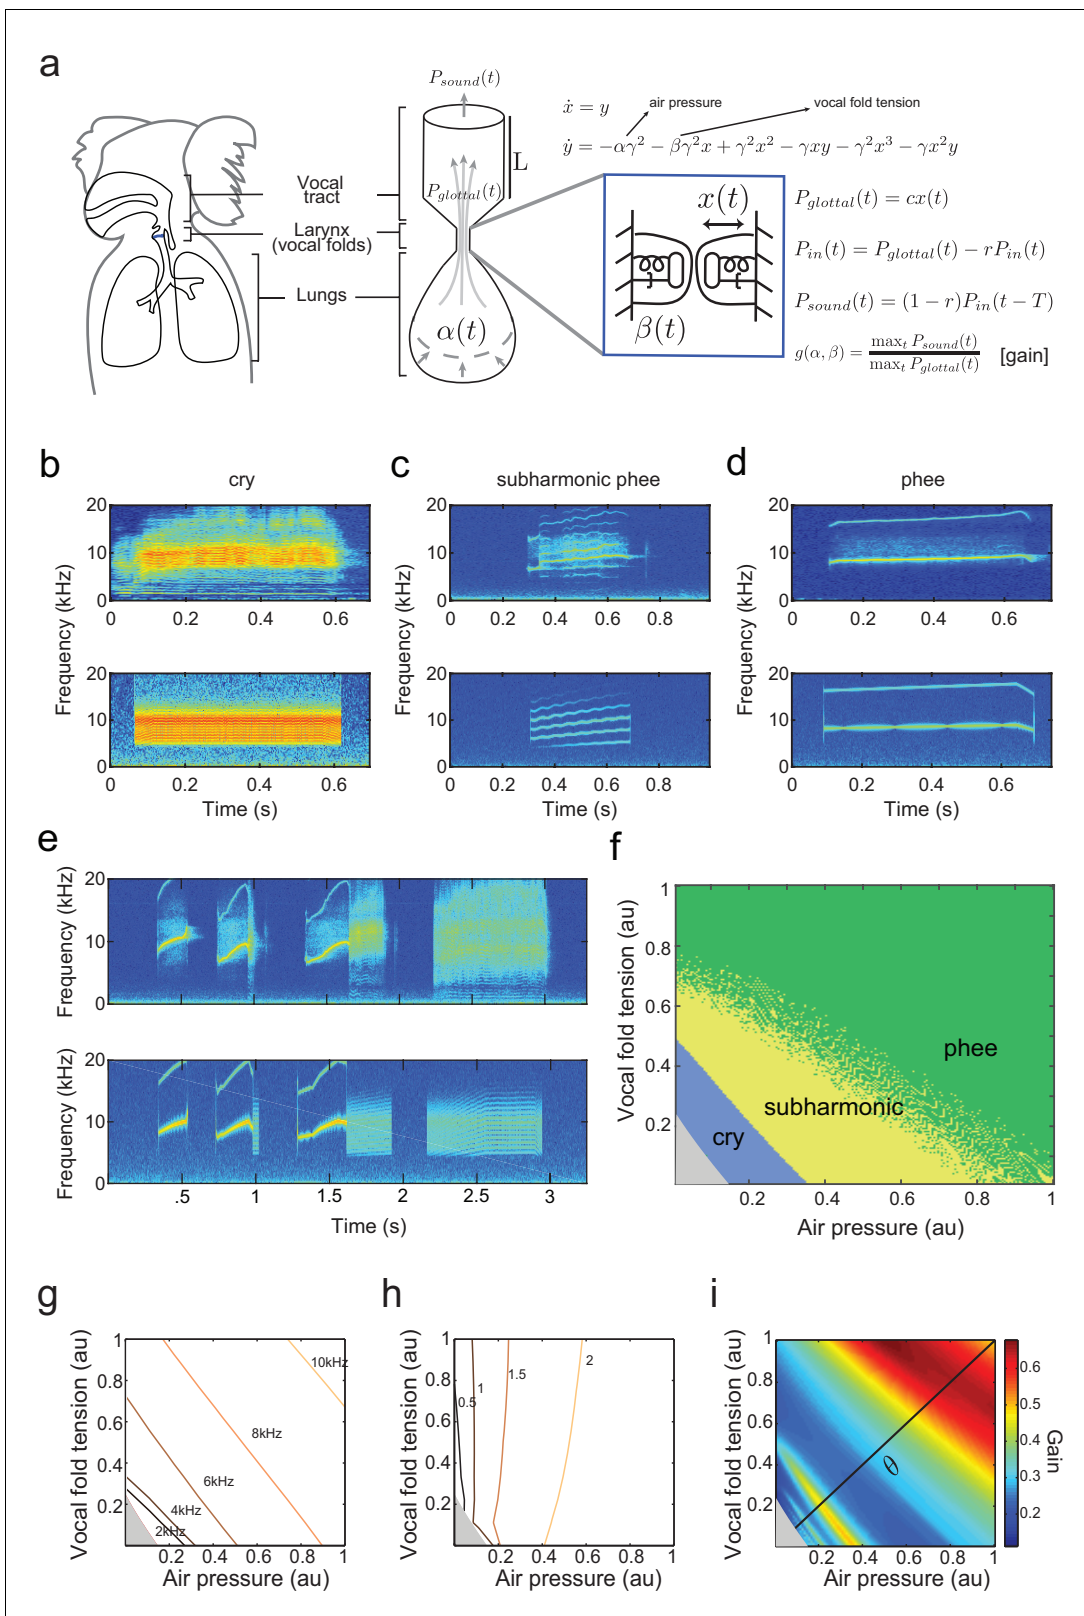 a
P_sound(t)
air pressure
vocal fold tension
ẋ = y
ẏ = −αγ² − βγ²x + γ²x² − γxy − γ²x³ − γx²y
L
Vocal
tract
P_glottal(t)
x(t)
P_glottal(t) = cx(t)
Larynx
(vocal folds)
P_in(t) = P_glottal(t) − rP_in(t)
Lungs
α(t)
β(t)
P_sound(t) = (1 − r)P_in(t − T)
g(α, β) = max_t P_sound(t) / max_t P_glottal(t) [gain]
b
c
d
cry
subharmonic phee
phee
Frequency (kHz)
20
10
0
0 0.2 0.4 0.6
20
10
0
0 0.2 0.4 0.6
Time (s)
Frequency (kHz)
20
10
0
0 0.2 0.4 0.6 0.8
20
10
0
0 0.2 0.4 0.6 0.8
Time (s)
Frequency (kHz)
20
10
0
0 0.2 0.4 0.6
20
10
0
0 0.2 0.4 0.6
Time (s)
e
Frequency (kHz)
20
10
0
Frequency (kHz)
20
10
0
.5 1 1.5 2 2.5 3
Time (s)
f
Vocal fold tension (au)
1
0.8
0.6
0.4
0.2
phee
subharmonic
cry
0.2 0.4 0.6 0.8 1
Air pressure (au)
g
Vocal fold tension (au)
1
0.8
0.6
0.4
0.2
10kHz
8kHz
6kHz
4kHz
2kHz
0.2 0.4 0.6 0.8 1
Air pressure (au)
h
Vocal fold tension (au)
1
0.8
0.6
0.4
0.2
0.5
1
1.5
2
0.2 0.4 0.6 0.8 1
Air pressure (au)
i
Vocal fold tension (au)
1
0.8
0.6
0.4
0.2
θ
0.2 0.4 0.6 0.8 1
Air pressure (au)
0.6
0.5
0.4
0.3
0.2
Gain